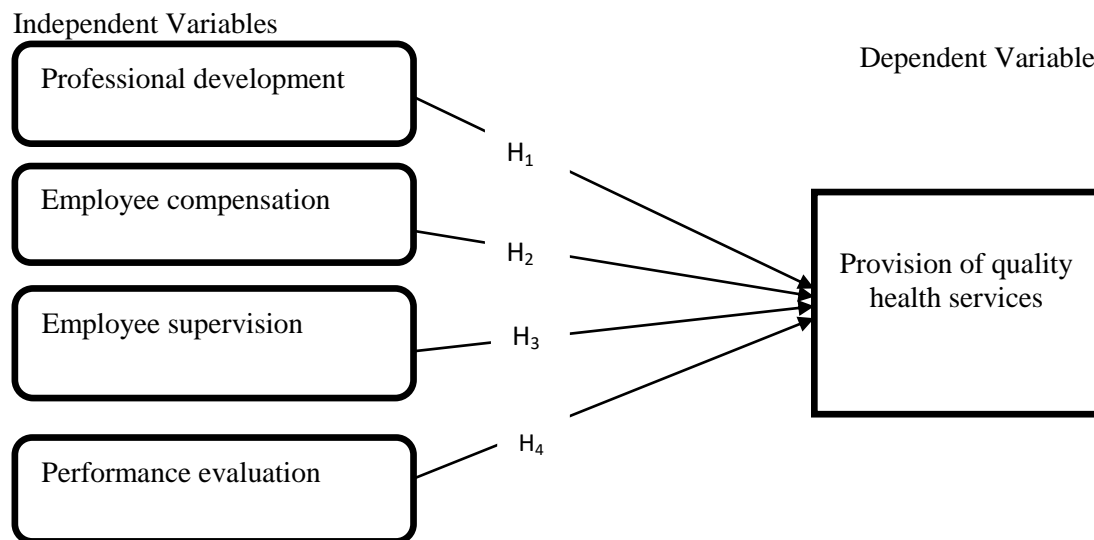 Independent Variables
Dependent Variable
Professional development
H₁
Employee compensation
H₂
Provision of quality
health services
Employee supervision
H₃
Performance evaluation
H₄